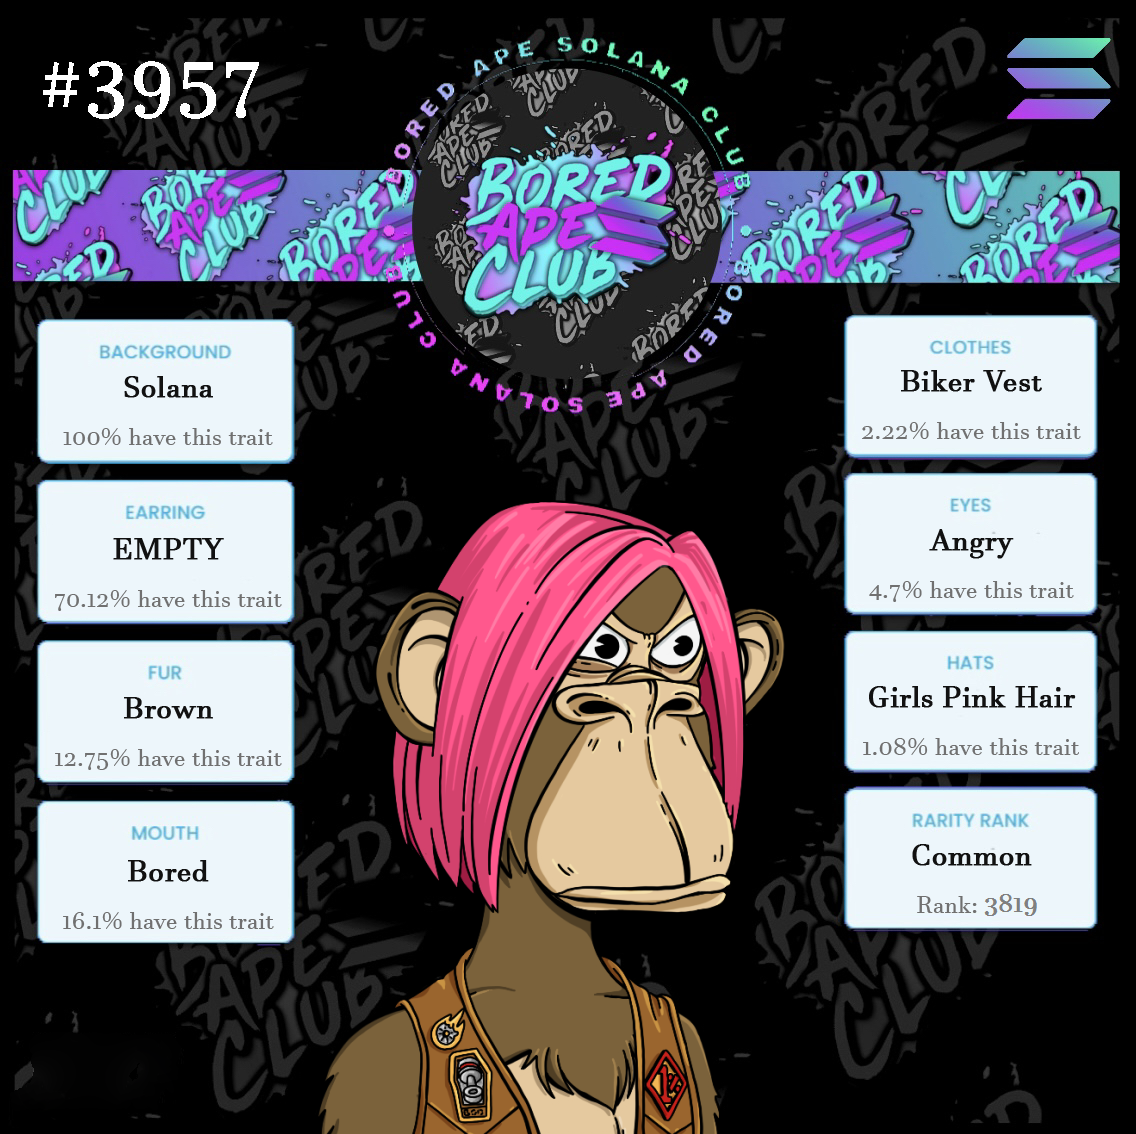 #3957
BORED APE SOLANA CLUB
BORED APE SOLANA CLUB
BORED
APE
CLUB
BACKGROUND
Solana
100% have this trait
EARRING
EMPTY
70.12% have this trait
FUR
Brown
12.75% have this trait
MOUTH
Bored
16.1% have this trait
CLOTHES
Biker Vest
2.22% have this trait
EYES
Angry
4.7% have this trait
HATS
Girls Pink Hair
1.08% have this trait
RARITY RANK
Common
Rank: 3819